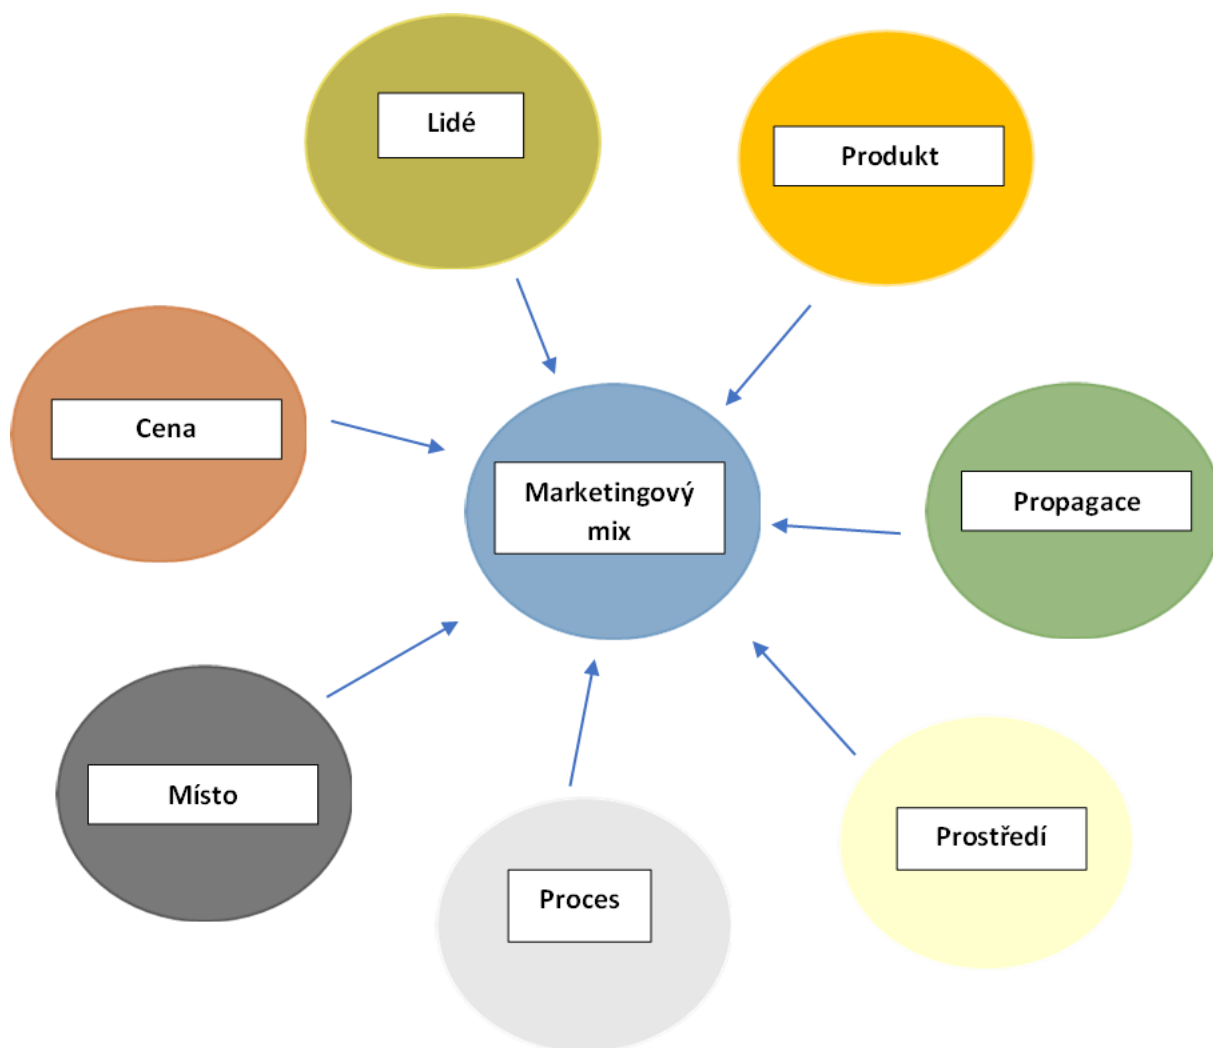 Lidé
Produkt
Cena
Marketingový
mix
Propagace
Místo
Prostředí
Proces